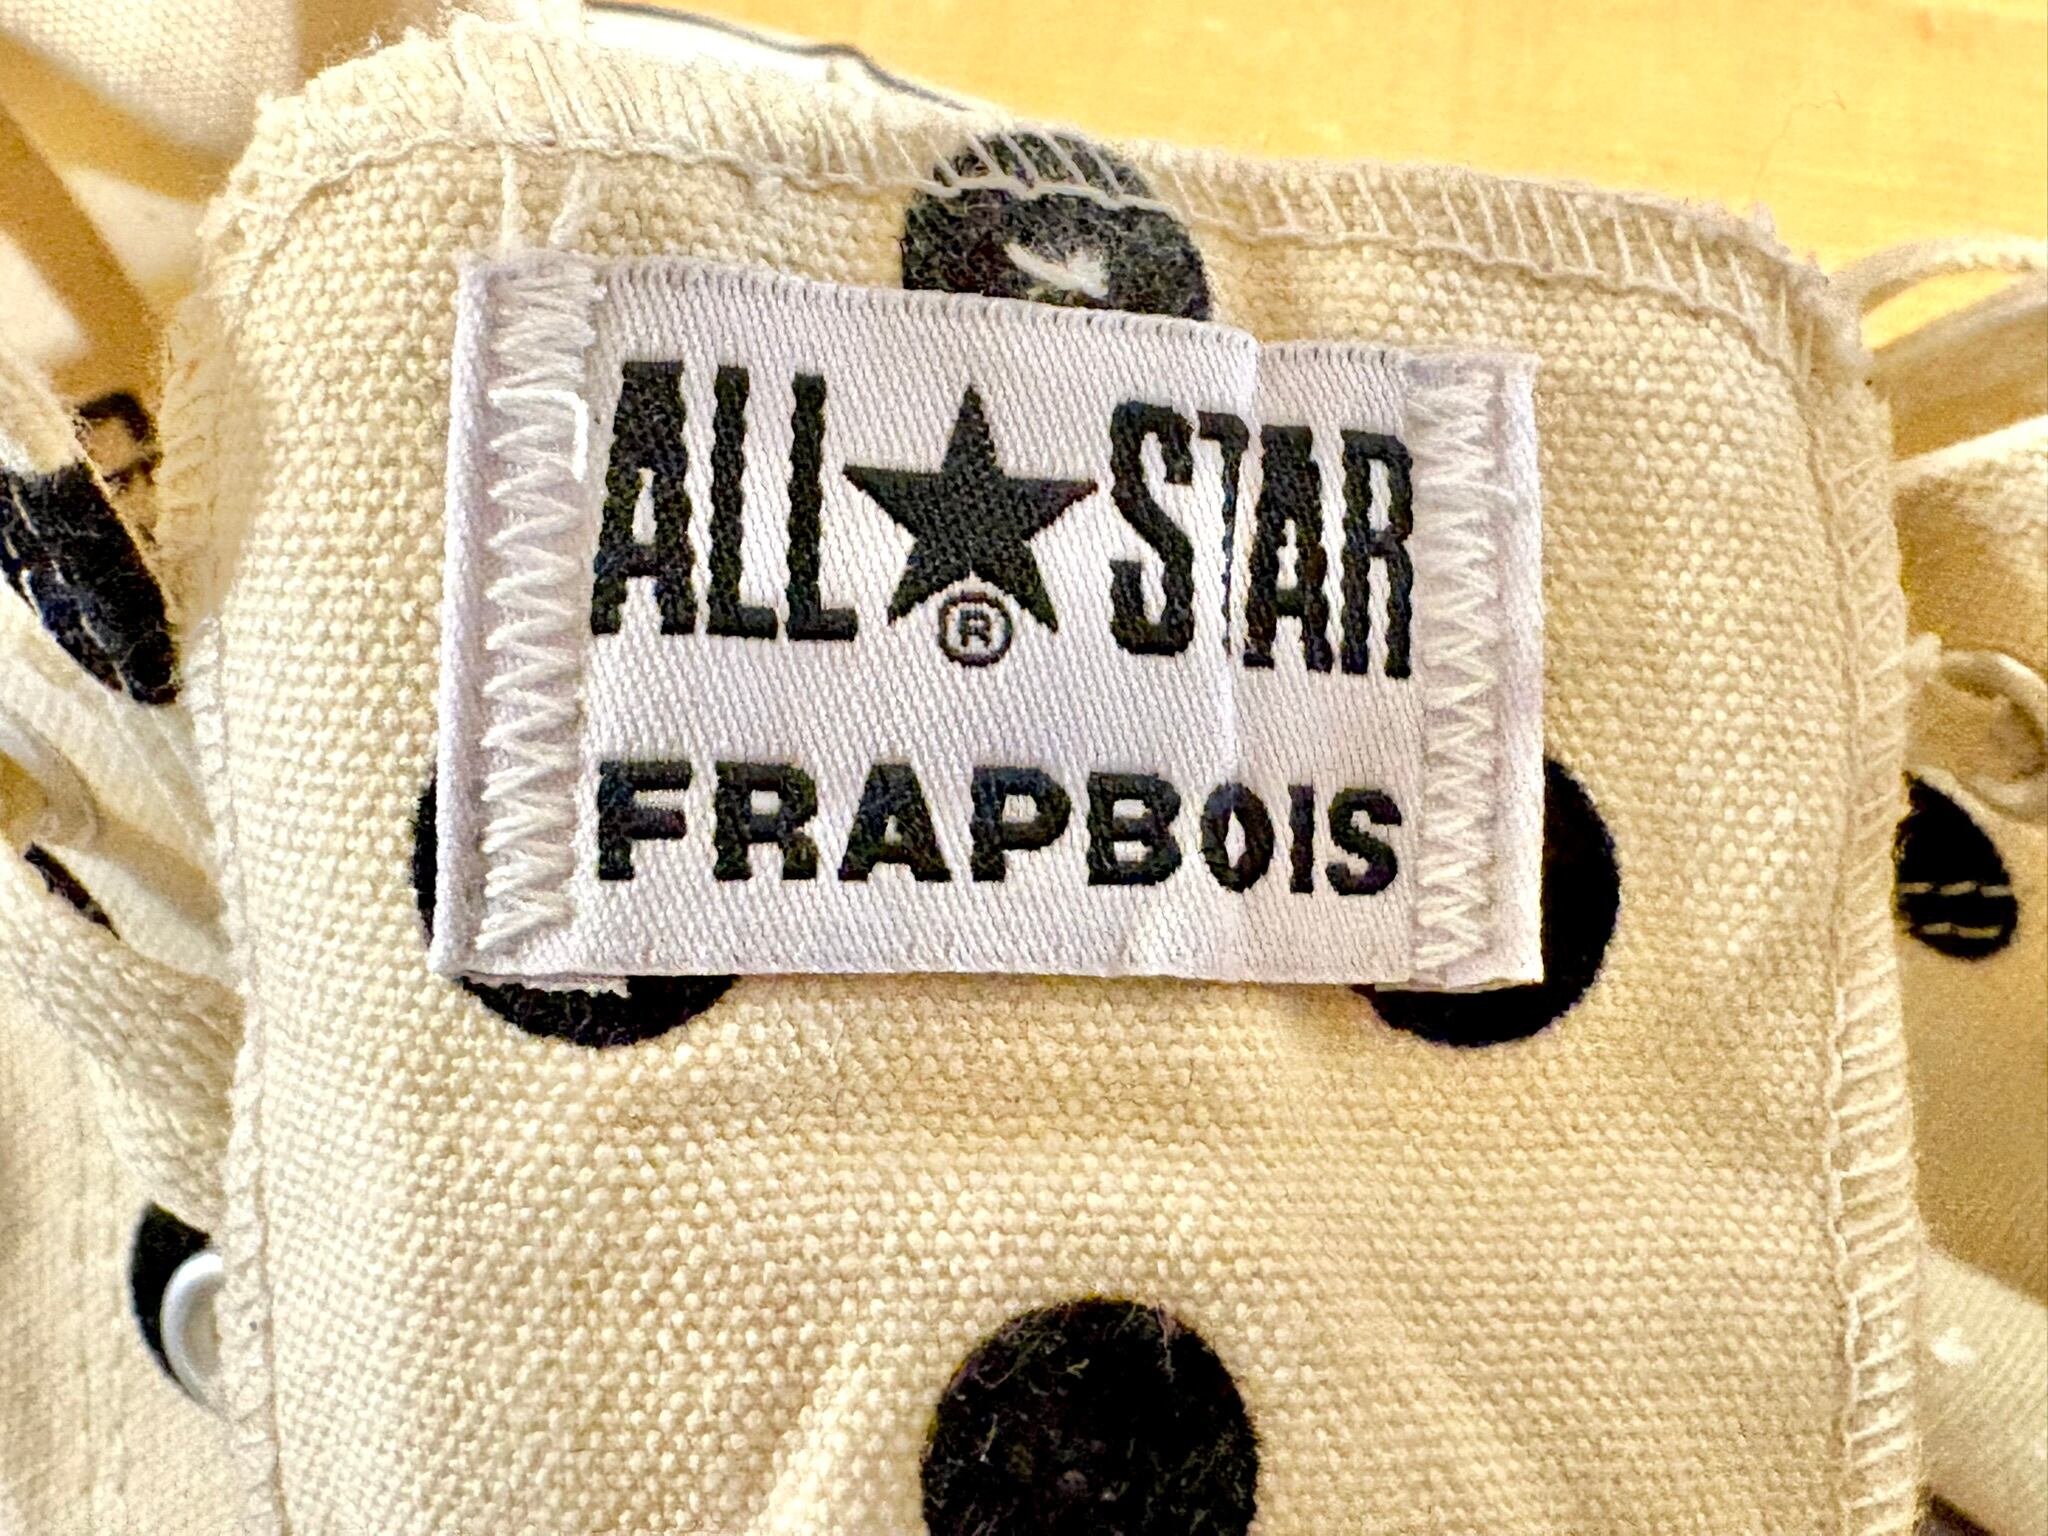 ALL ★ STAR
®
FRAPBOIS